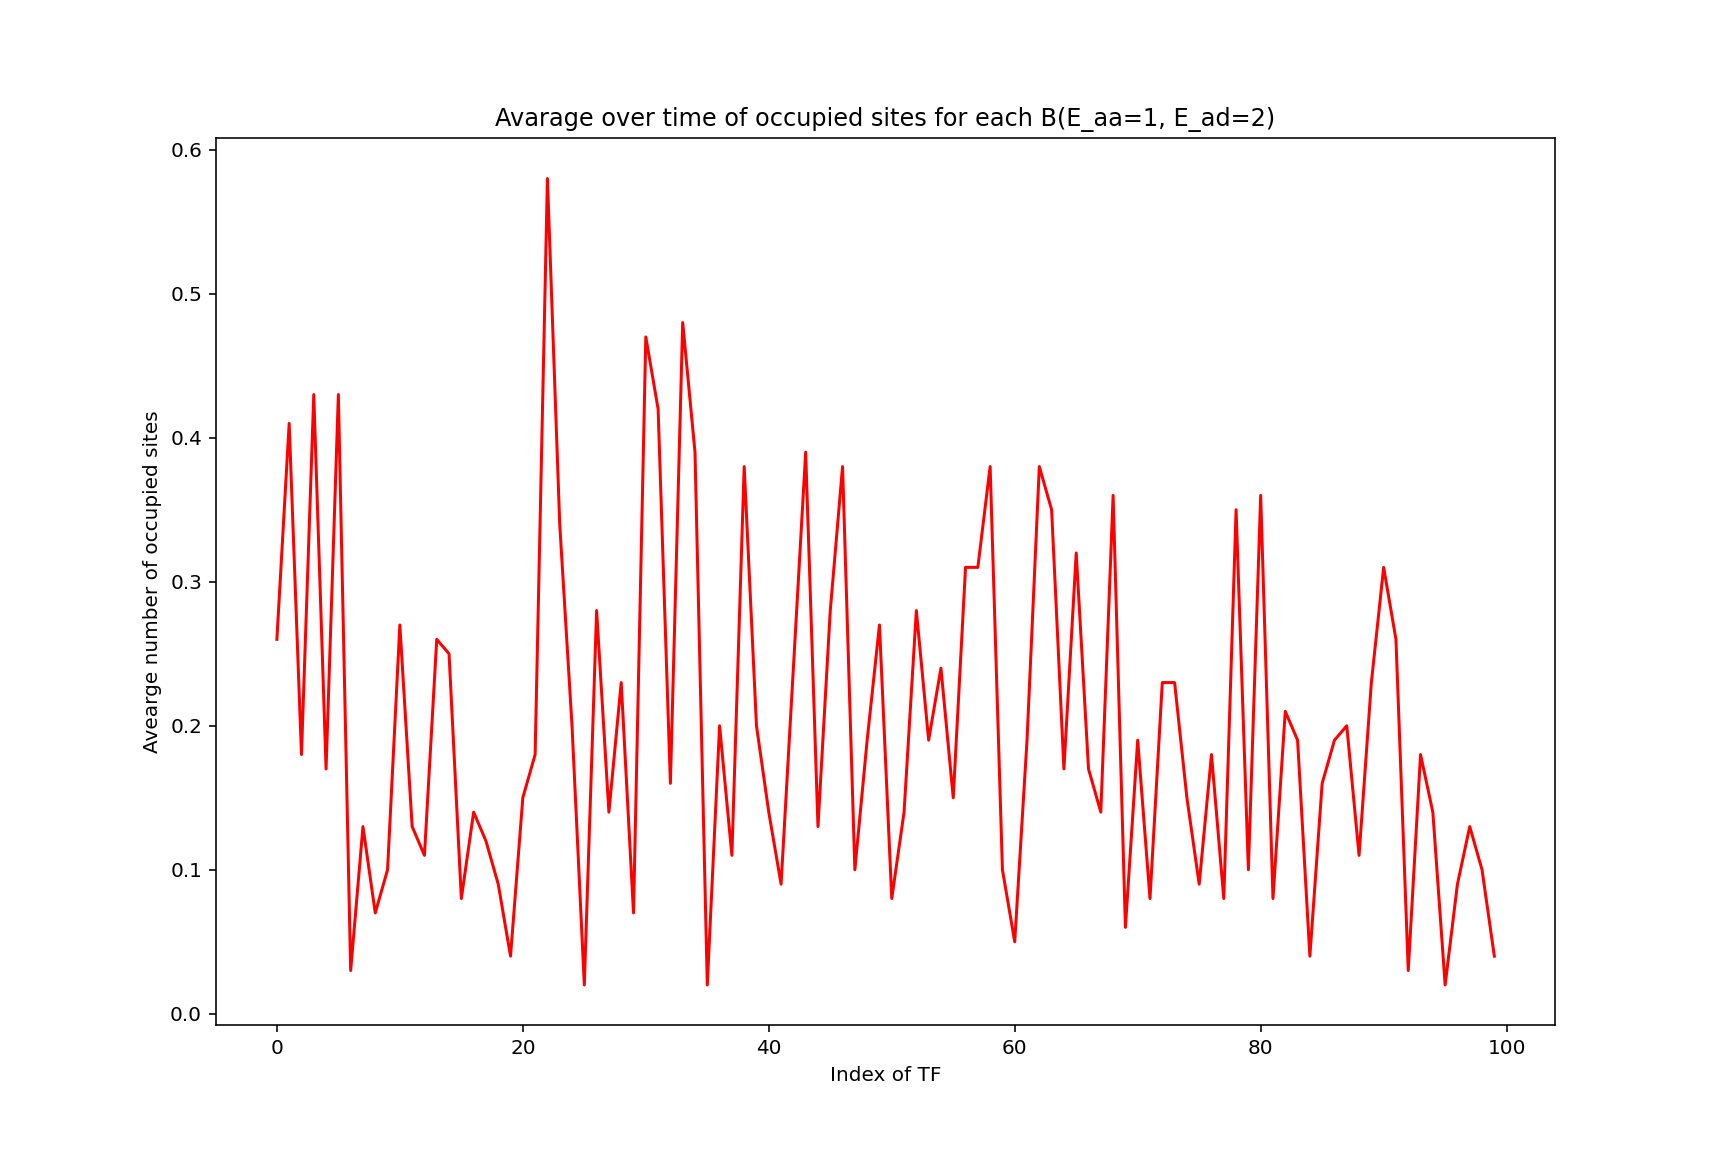 Avarage over time of occupied sites for each B(E_aa=1, E_ad=2)
0.6
0.5
0.4
0.3
0.2
0.1
0.0
Avearge number of occupied sites
0 20 40 60 80 100
Index of TF